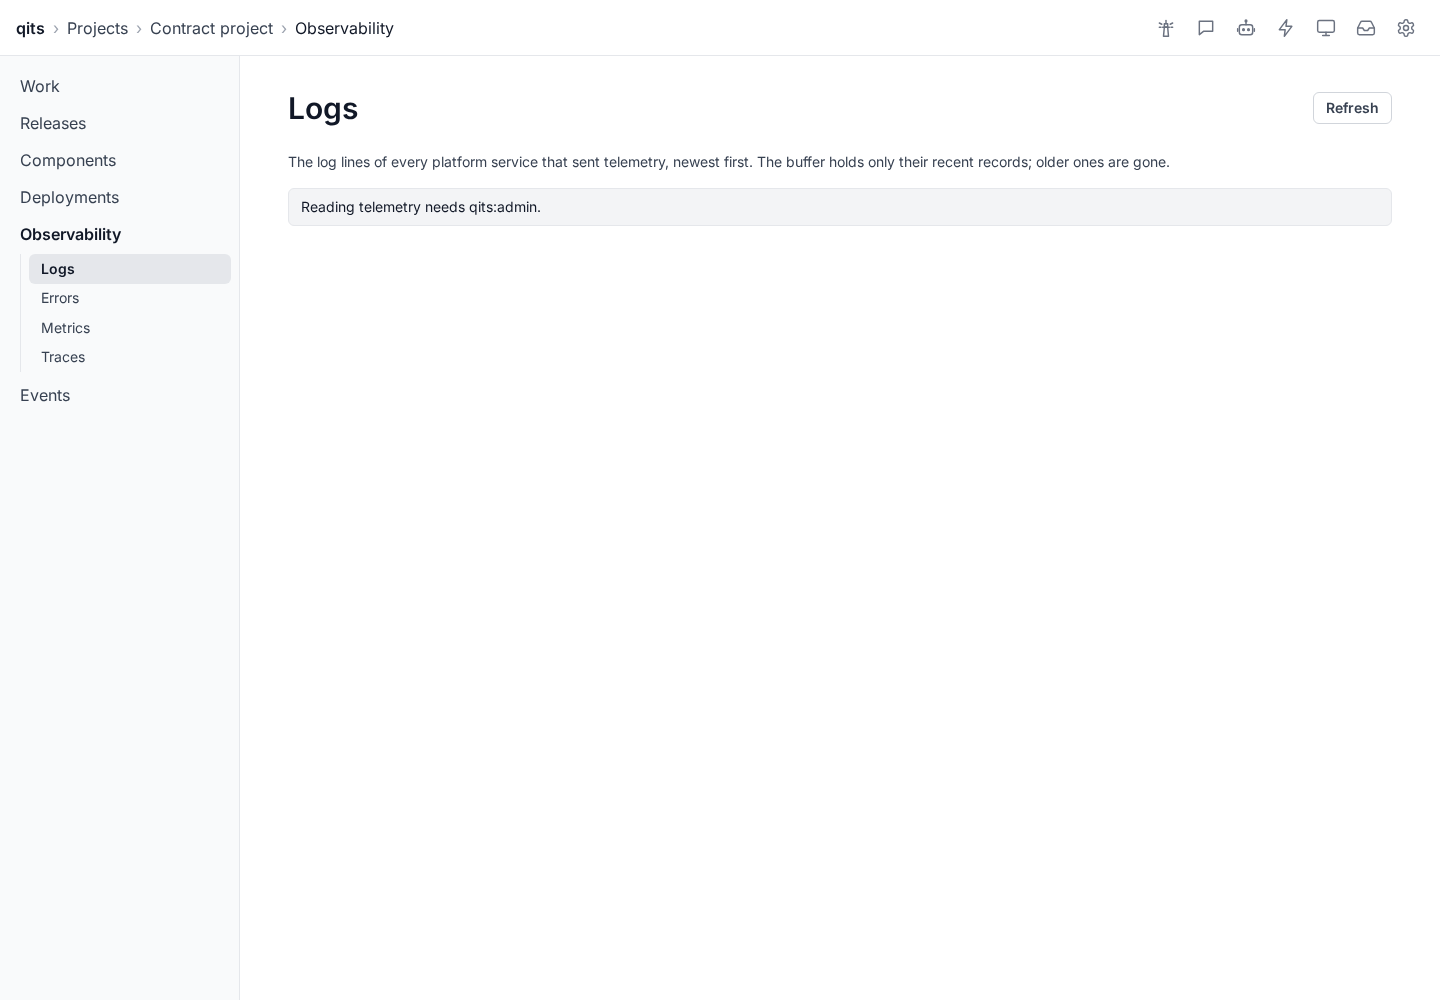 qits › Projects › Contract project › Observability
Work
Releases
Components
Deployments
Observability
Logs
Errors
Metrics
Traces
Events
Logs
Refresh
The log lines of every platform service that sent telemetry, newest first. The buffer holds only their recent records; older ones are gone.
Reading telemetry needs qits:admin.